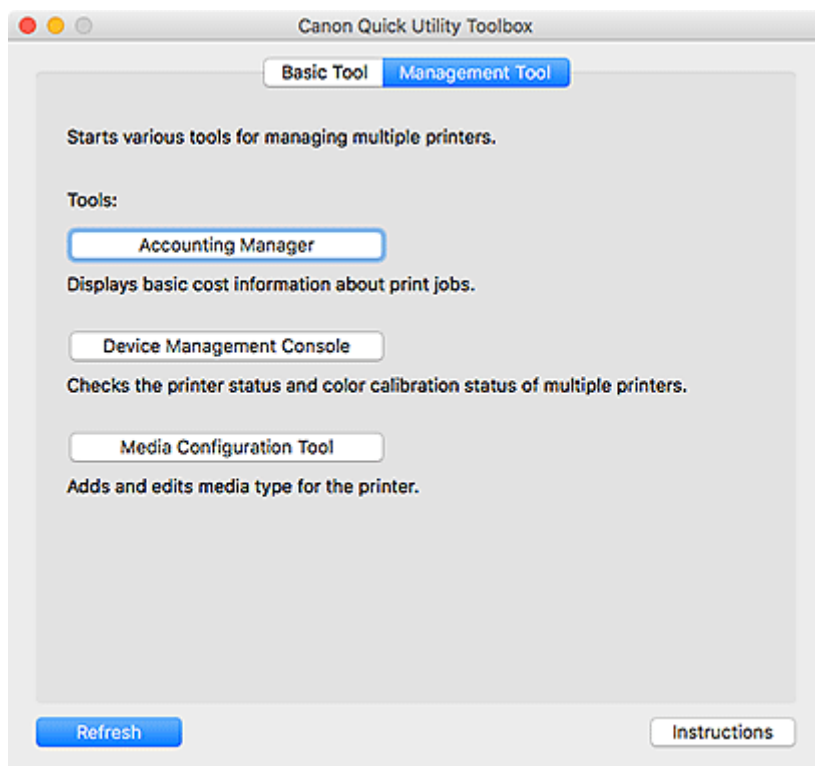 Canon Quick Utility Toolbox
Basic Tool Management Tool
Starts various tools for managing multiple printers.
Tools:
Accounting Manager
Displays basic cost information about print jobs.
Device Management Console
Checks the printer status and color calibration status of multiple printers.
Media Configuration Tool
Adds and edits media type for the printer.
Refresh Instructions